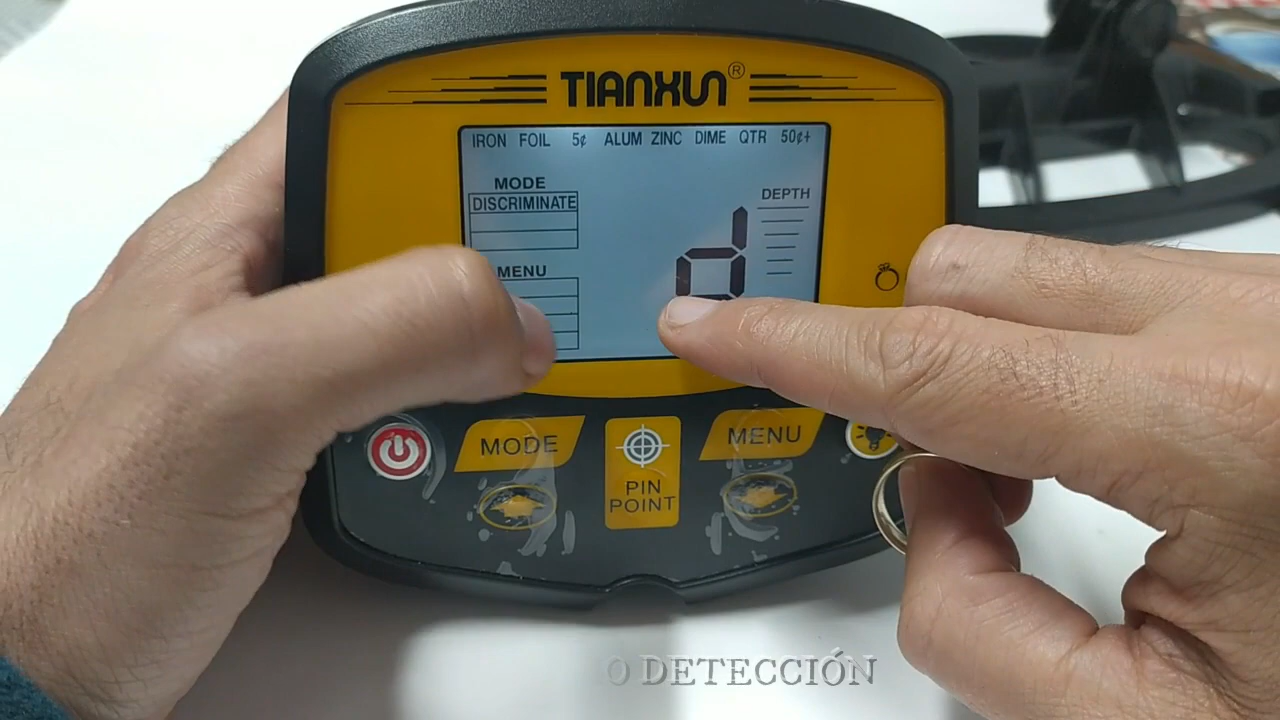 TIANXUN®
IRON FOIL 5¢ ALUM ZINC DIME QTR 50¢+
MODE
DISCRIMINATE
DEPTH
d
MENU
MODE
PIN
POINT
MENU
O DETECCIÓN